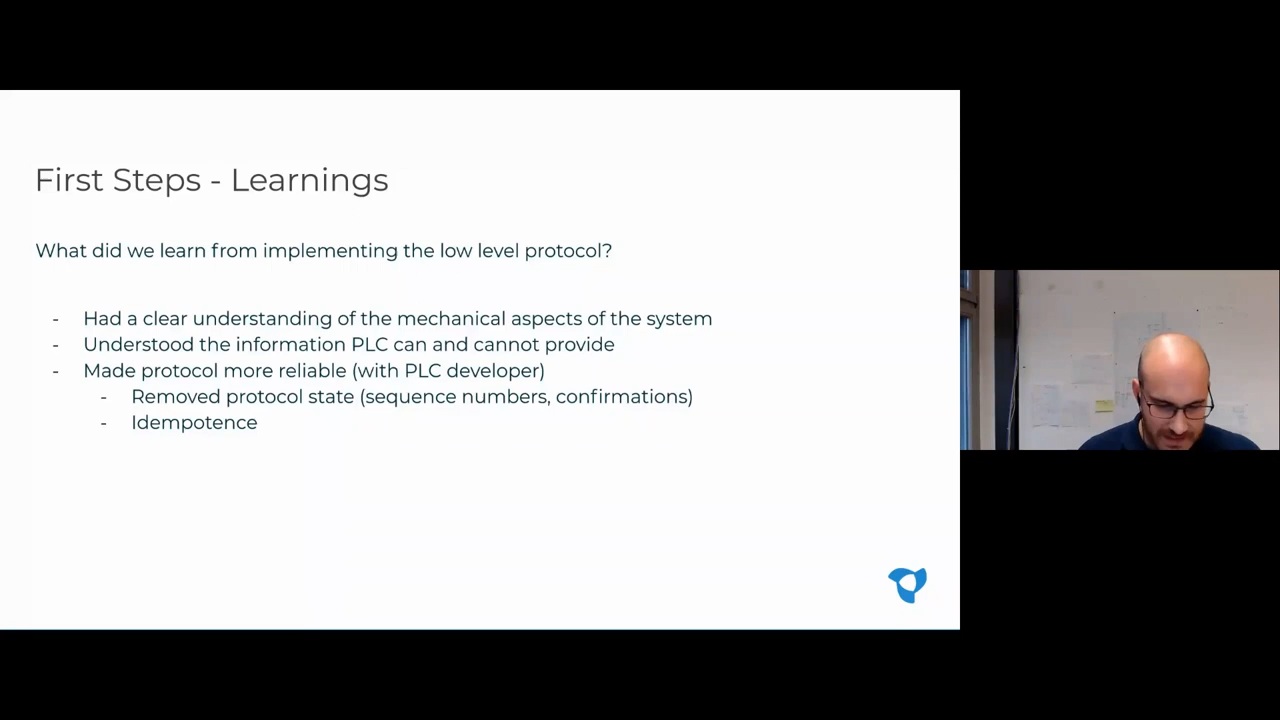 First Steps - Learnings
What did we learn from implementing the low level protocol?
- Had a clear understanding of the mechanical aspects of the system
- Understood the information PLC can and cannot provide
- Made protocol more reliable (with PLC developer)
- Removed protocol state (sequence numbers, confirmations)
- Idempotence